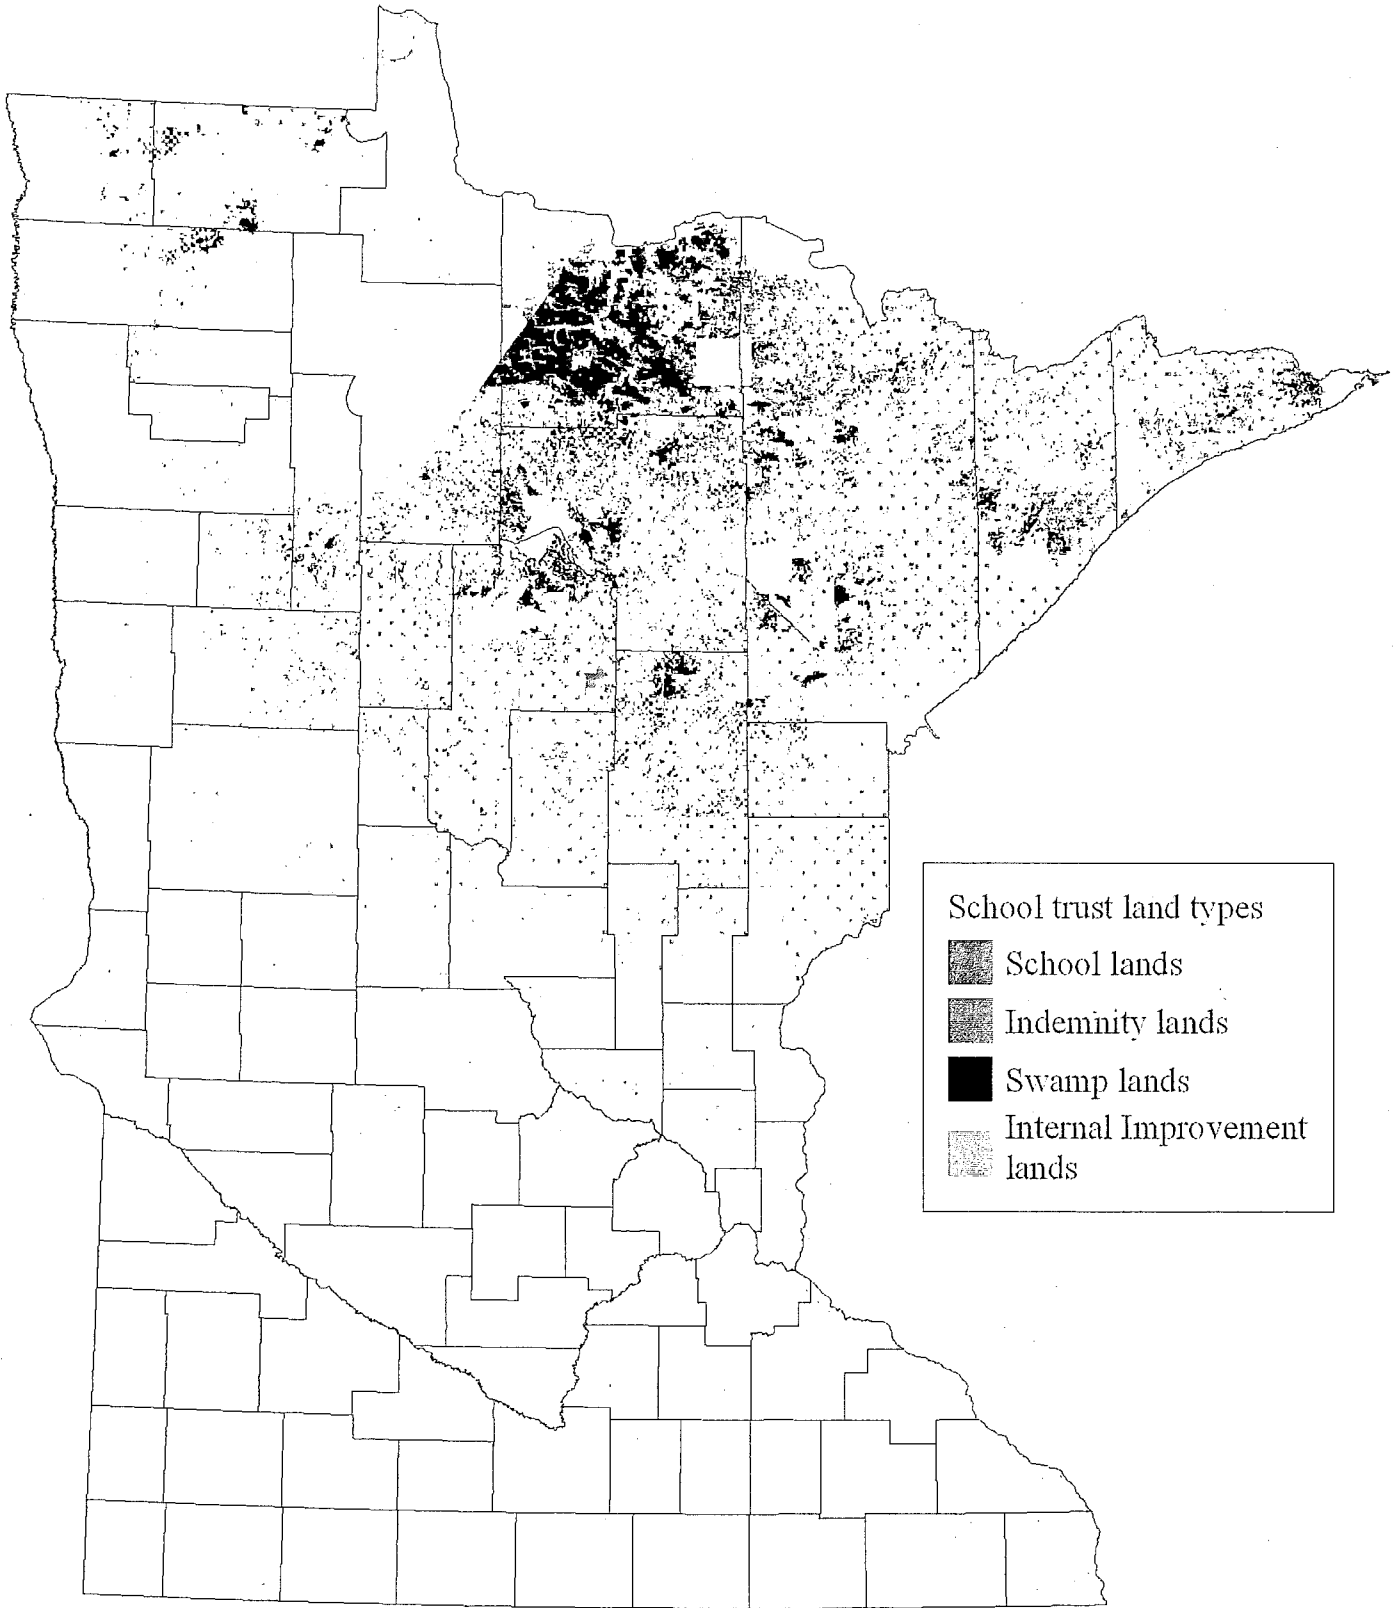 School trust land types
School lands
Indemnity lands
Swamp lands
Internal Improvement
lands